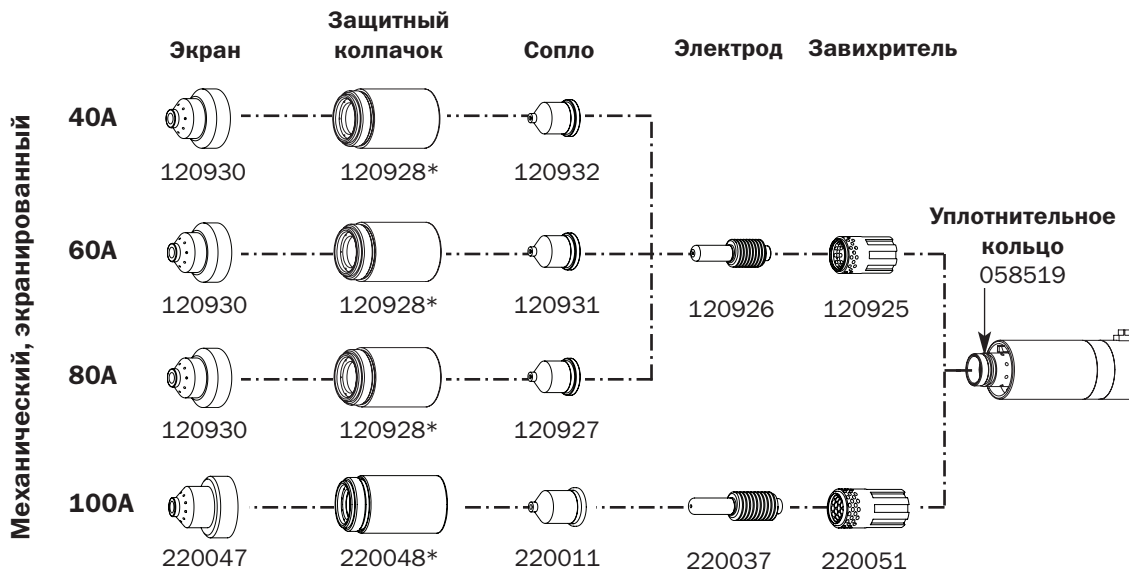 Механический, экранированный
Экран
Защитный
колпачок
Сопло
Электрод
Завихритель
40A
120930
120928*
120932
60A
120930
120928*
120931
120926
120925
Уплотнительное
кольцо
058519
80A
120930
120928*
120927
100A
220047
220048*
220011
220037
220051